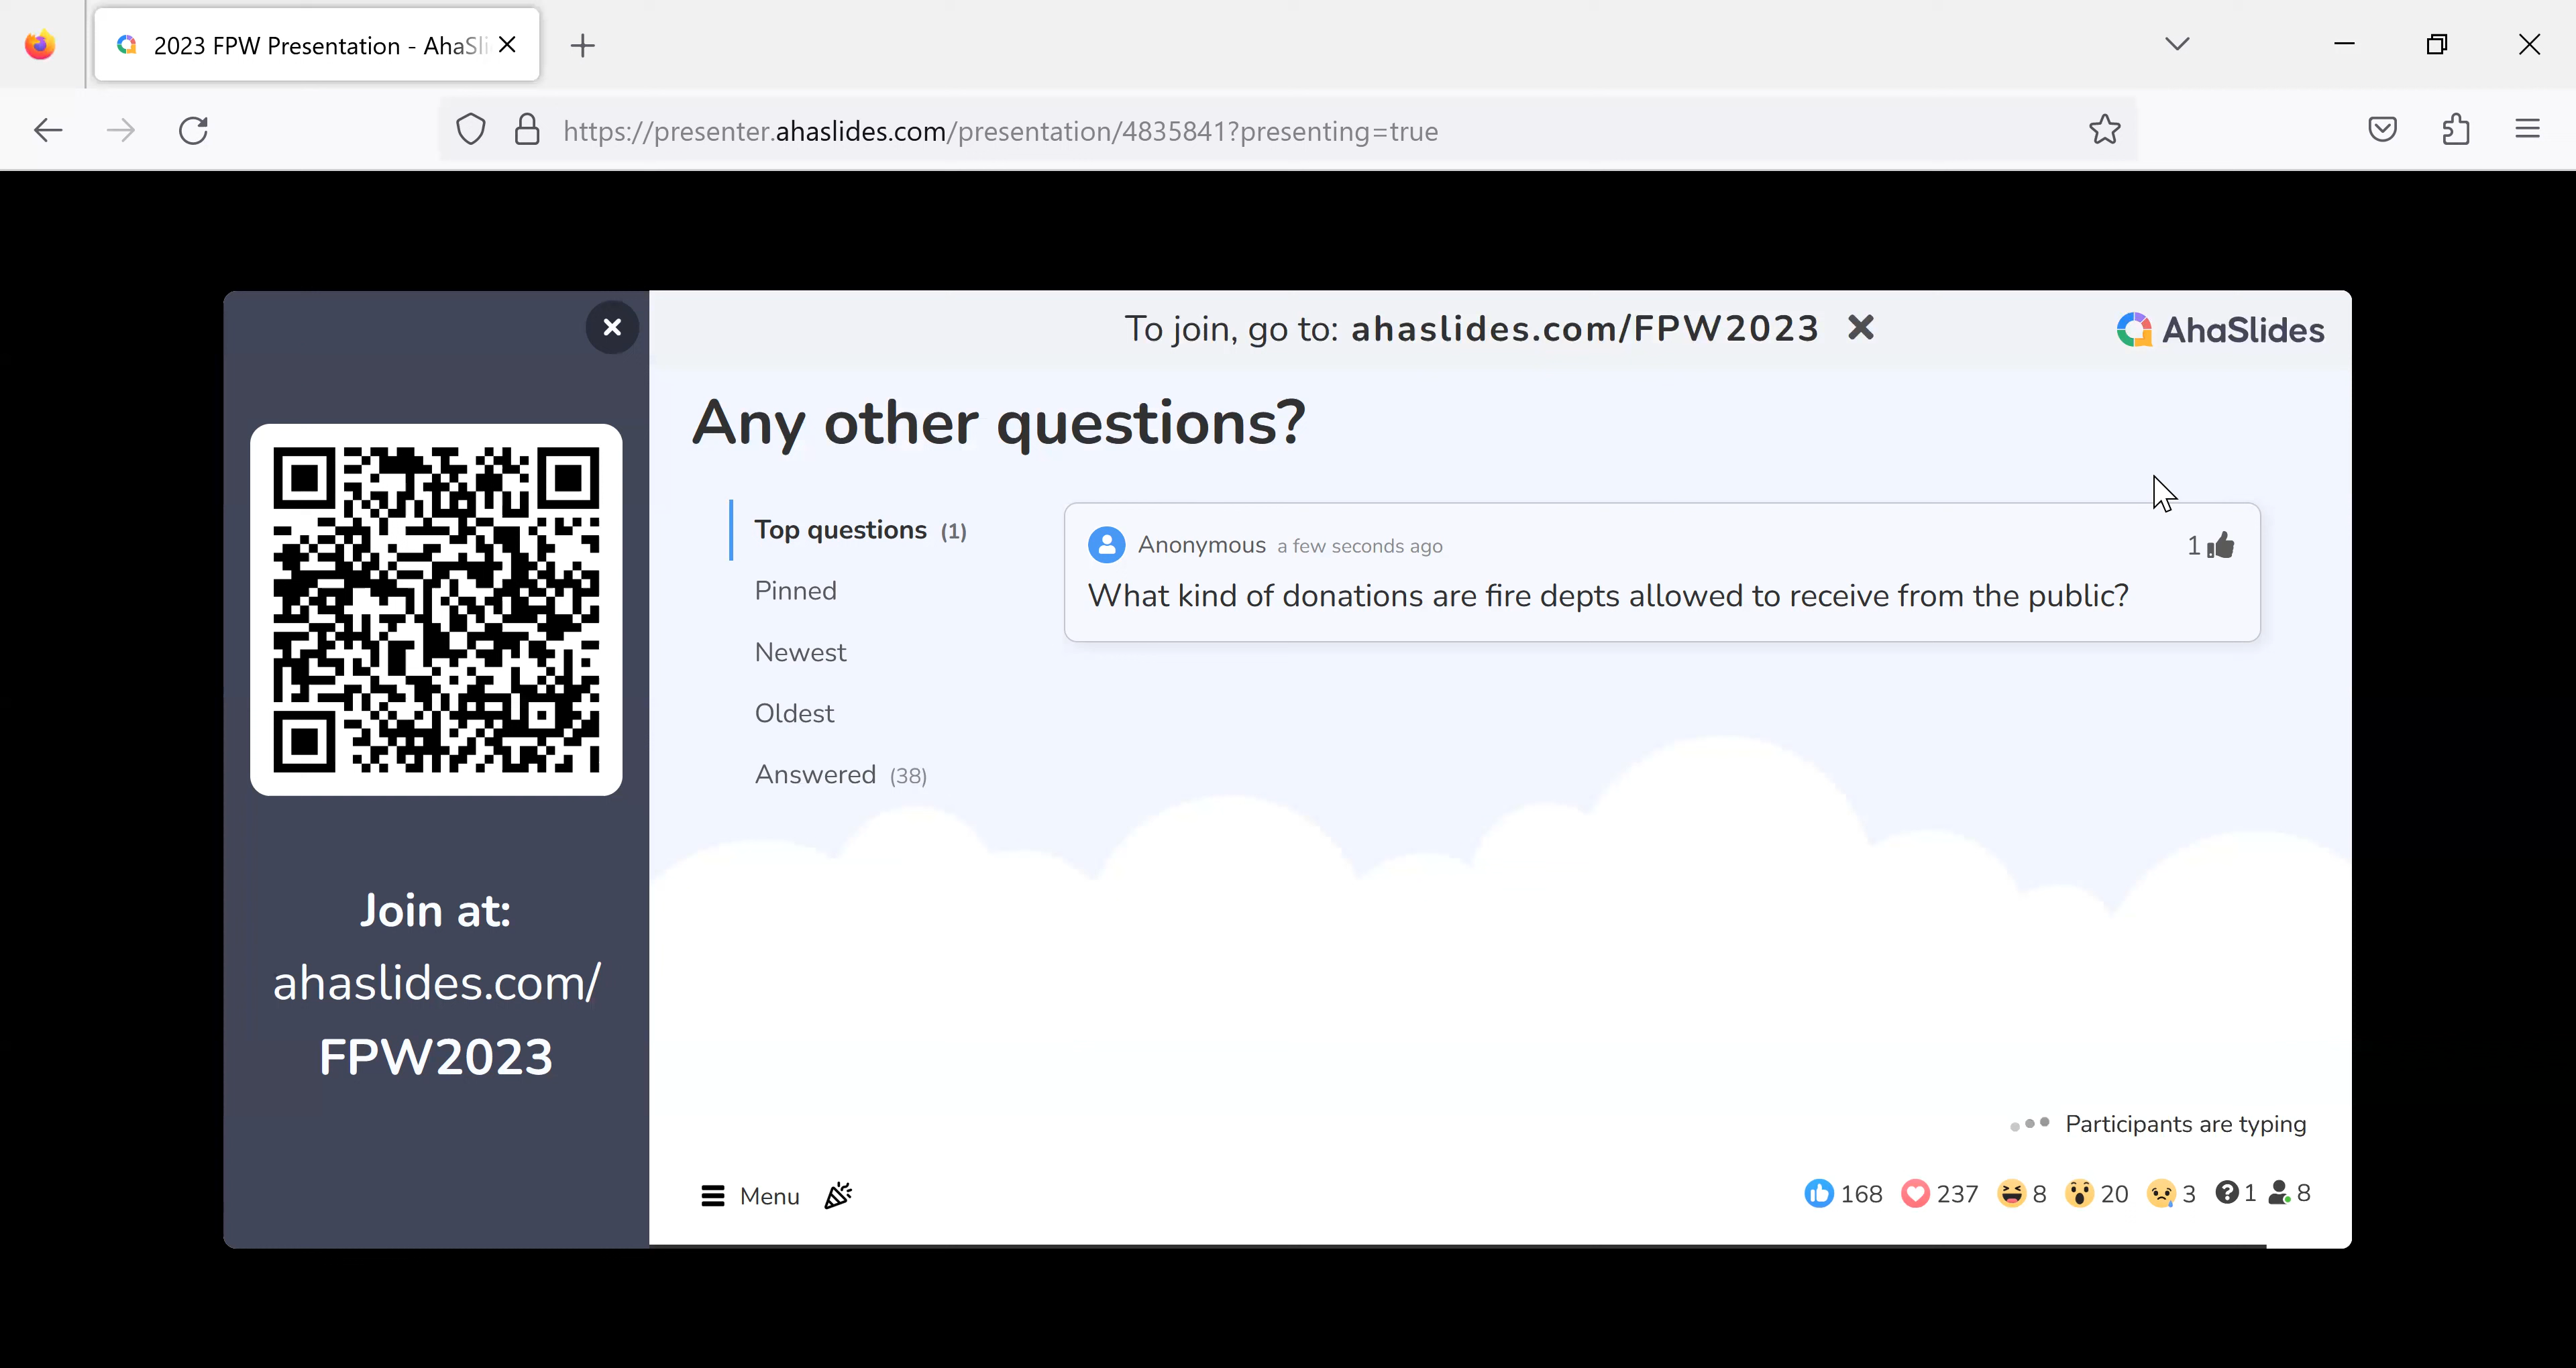 2023 FPW Presentation - AhaSli
https://presenter.ahaslides.com/presentation/4835841?presenting=true
To join, go to: ahaslides.com/FPW2023
AhaSlides
Any other questions?
Top questions (1)
Pinned
Newest
Oldest
Answered (38)
Anonymous a few seconds ago
1
What kind of donations are fire depts allowed to receive from the public?
Join at:
ahaslides.com/
FPW2023
Participants are typing
Menu
168 237 8 20 3 1 8